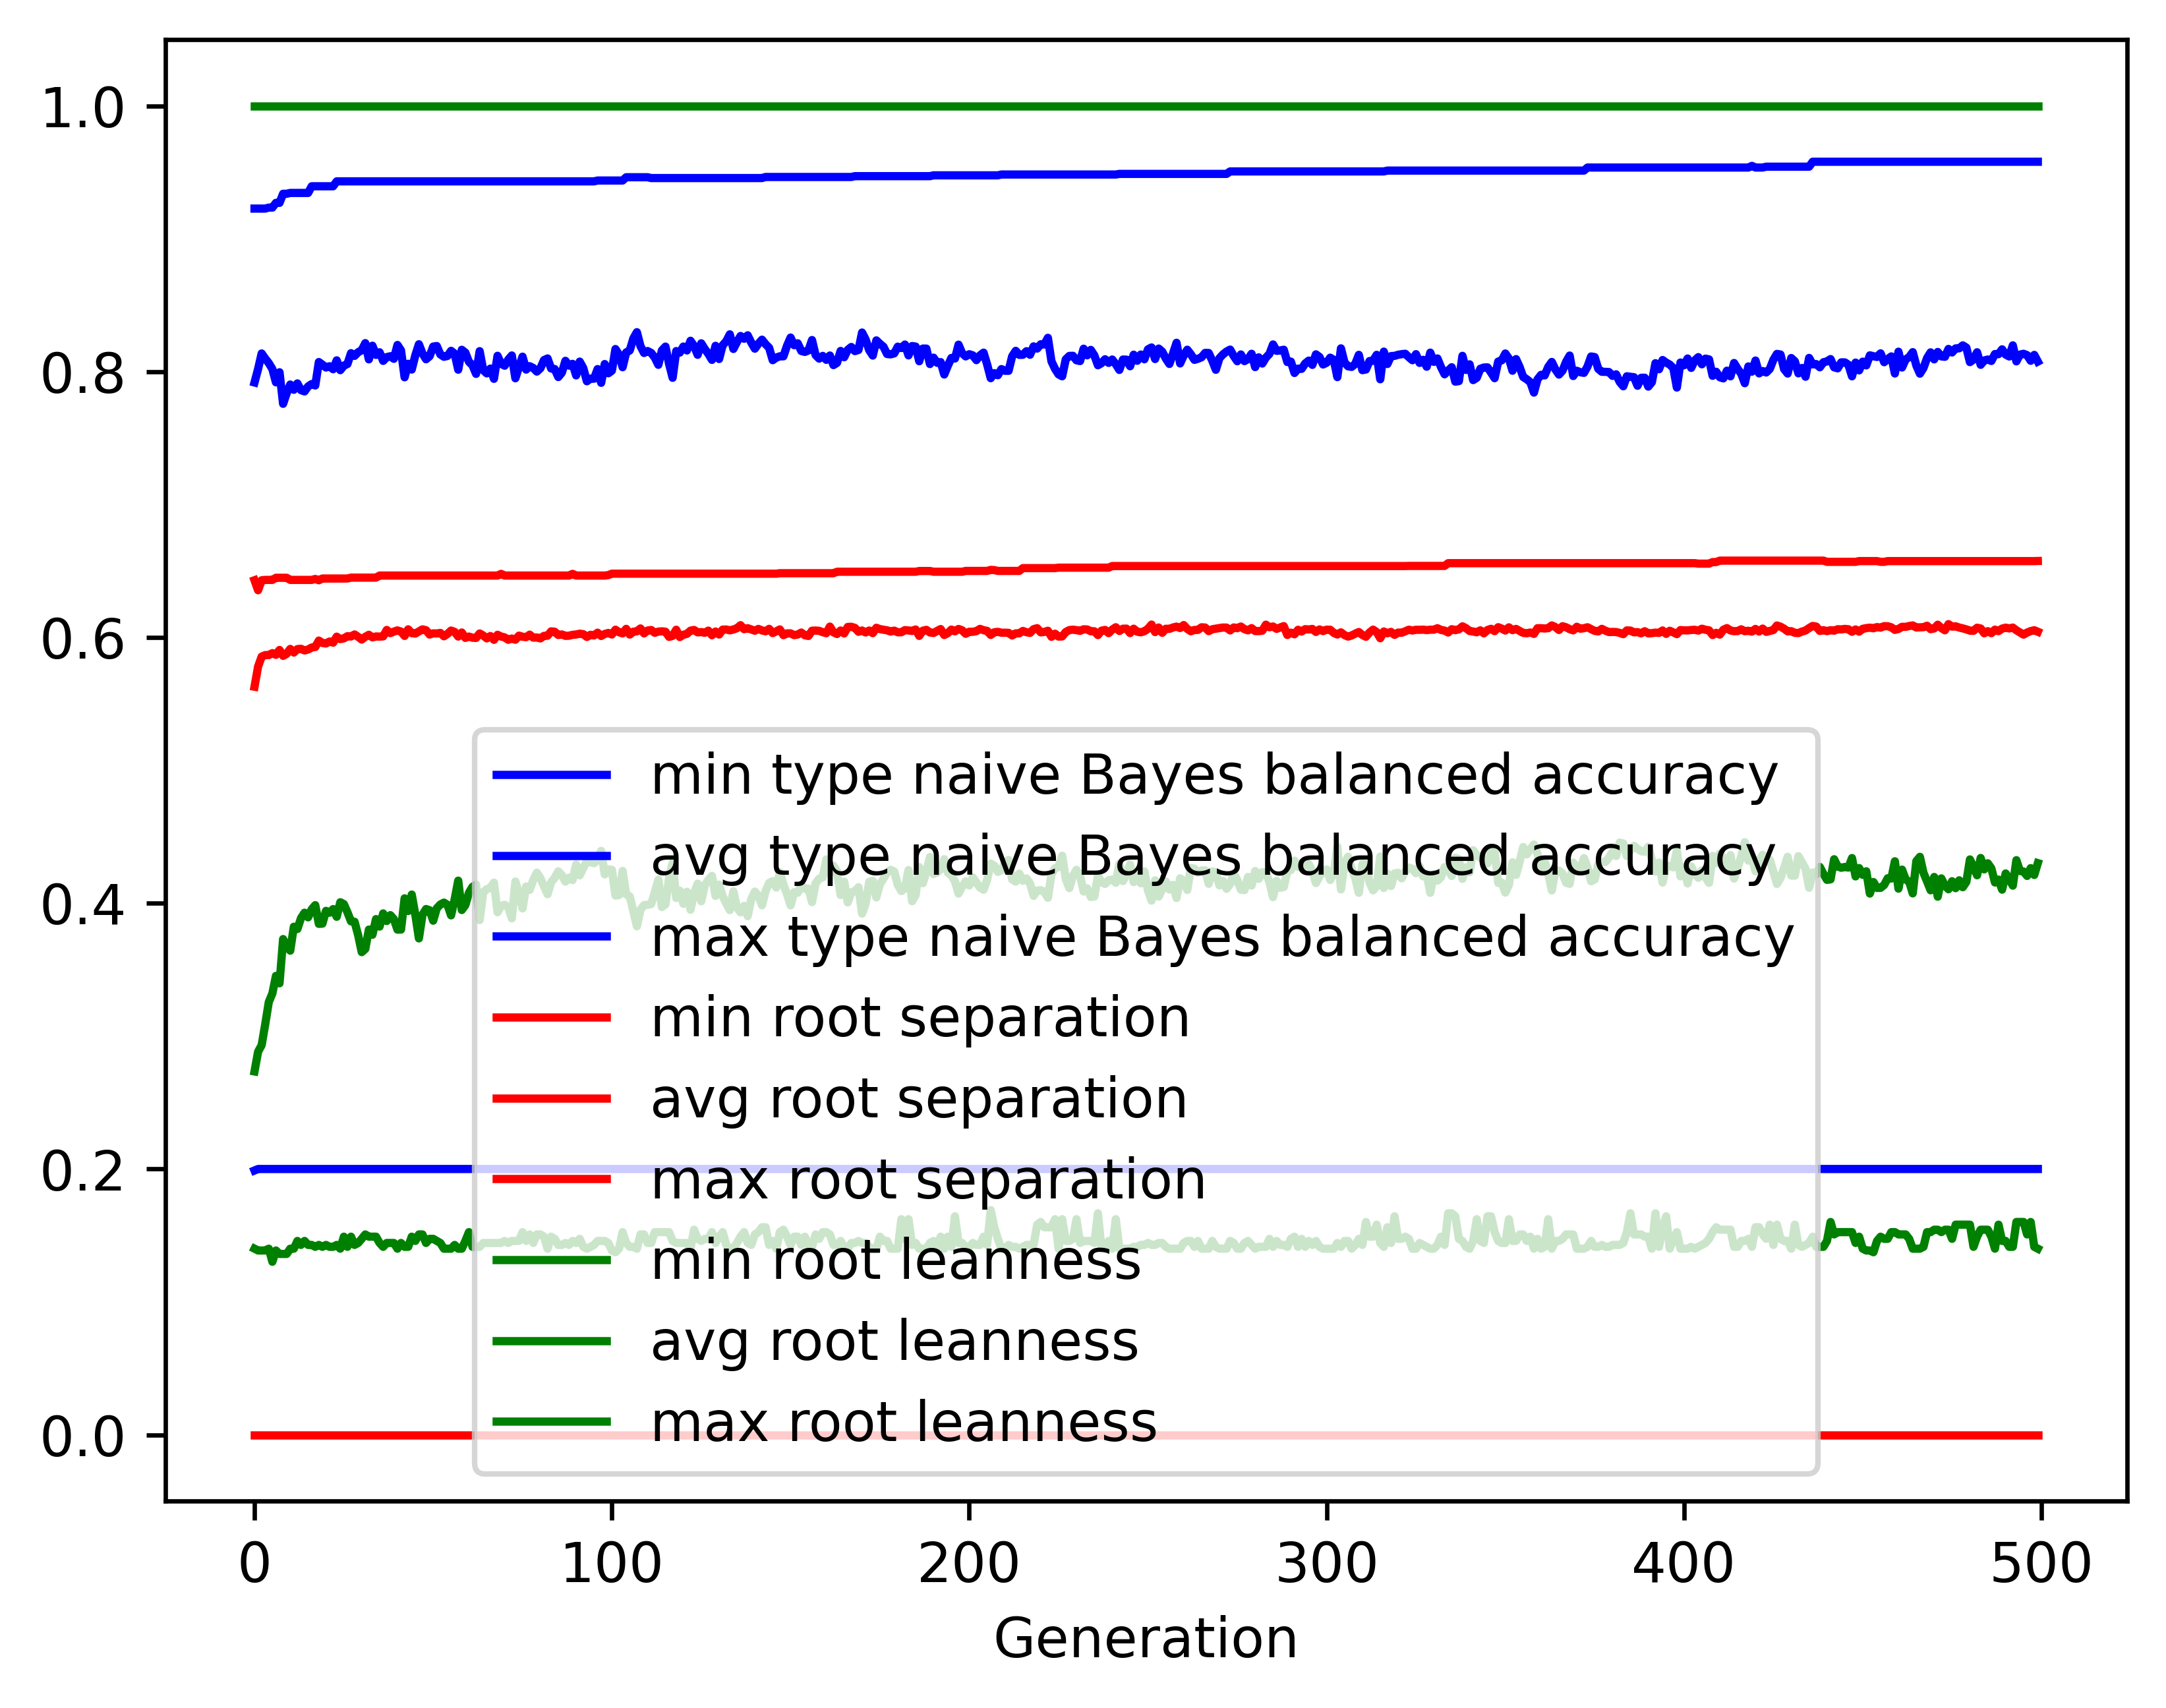 1.0
0.8
0.6
0.4
0.2
0.0
min type naive Bayes balanced accuracy
avg type naive Bayes balanced accuracy
max type naive Bayes balanced accuracy
min root separation
avg root separation
max root separation
min root leanness
avg root leanness
max root leanness
0 100 200 300 400 500
Generation